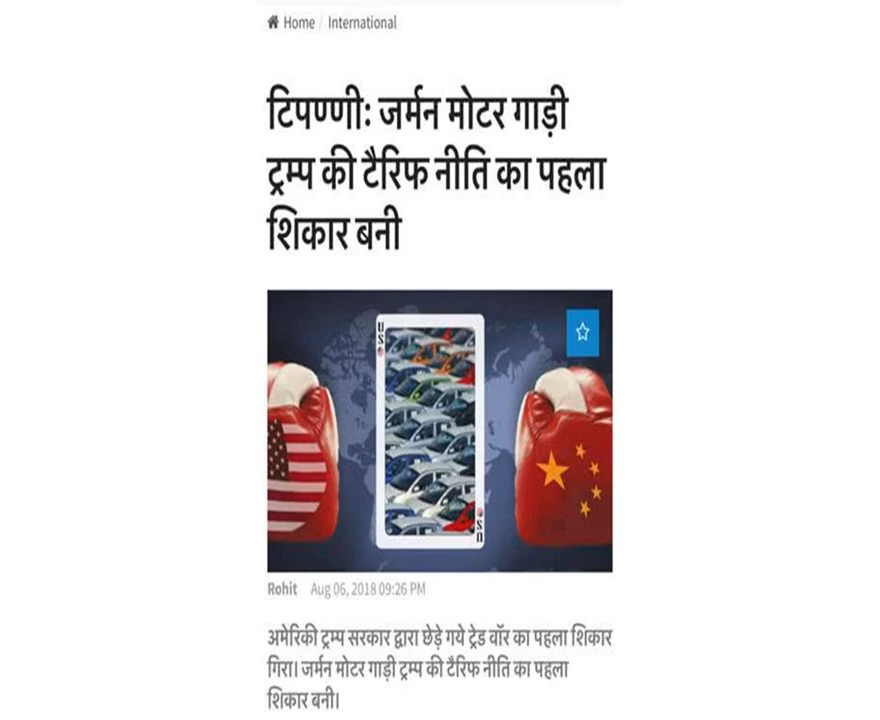 Home / International
टिपण्णीः जर्मन मोटर गाड़ी
ट्रम्प की टैरिफ नीति का पहला
शिकार बनी
US
US
Rohit Aug 06, 2018 09:26 PM
अमेरिकी ट्रम्प सरकार द्वारा छेड़े गये ट्रेड वॉर का पहला शिकार
गिरा। जर्मन मोटर गाड़ी ट्रम्प की टैरिफ नीति का पहला
शिकार बनी।